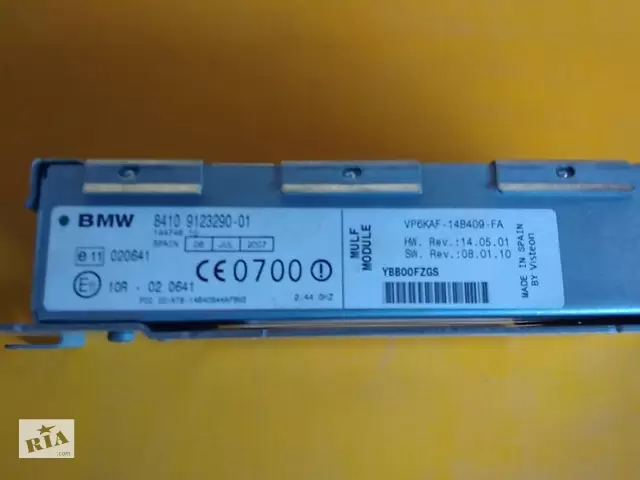 BMW 8410 9123290-01
SPAIN 06 JUL 2007
e 11 020641
CE0700
E11 10R - 02 0641
2.44 GHZ
MULF
MODULE
VP6KAF-14B409-FA
HW. Rev.:14.05.01
SW. Rev.:08.01.10
YBB00FZGS
MADE IN SPAIN
BY Visteon
RIA.com